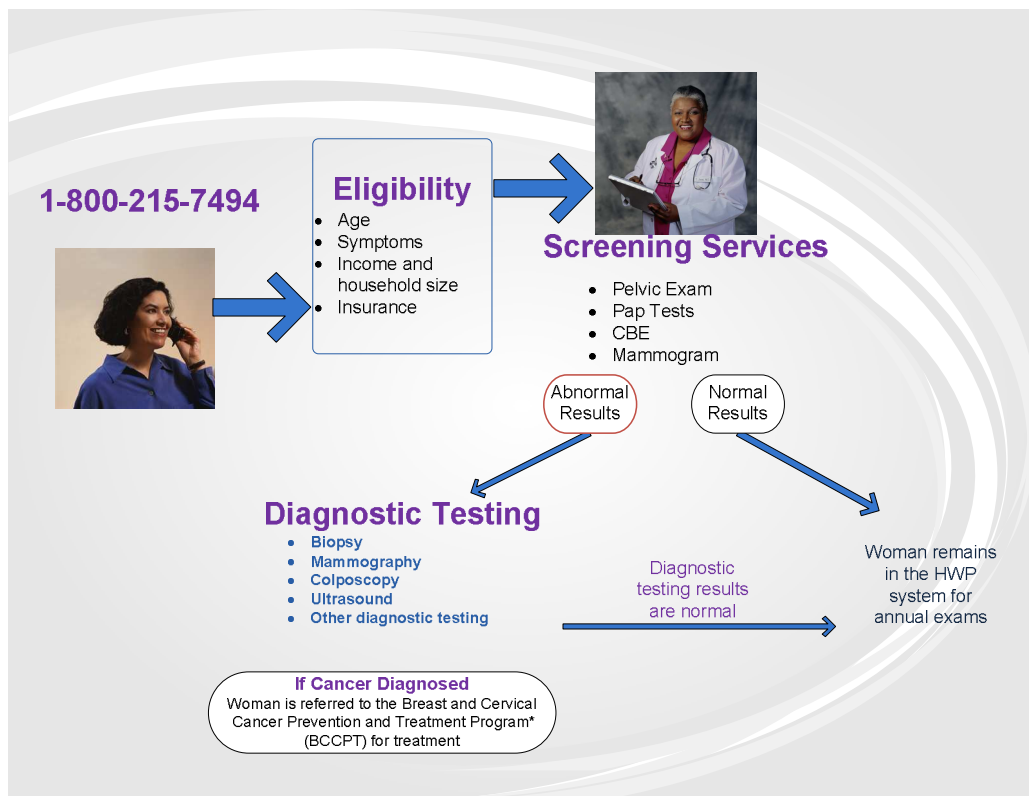 1-800-215-7494
Eligibility
● Age
● Symptoms
● Income and
household size
● Insurance
Screening Services
● Pelvic Exam
● Pap Tests
● CBE
● Mammogram
Abnormal
Results
Normal
Results
Diagnostic Testing
● Biopsy
● Mammography
● Colposcopy
● Ultrasound
● Other diagnostic testing
Diagnostic
testing results
are normal
Woman remains
in the HWP
system for
annual exams
If Cancer Diagnosed
Woman is referred to the Breast and Cervical
Cancer Prevention and Treatment Program*
(BCCPT) for treatment